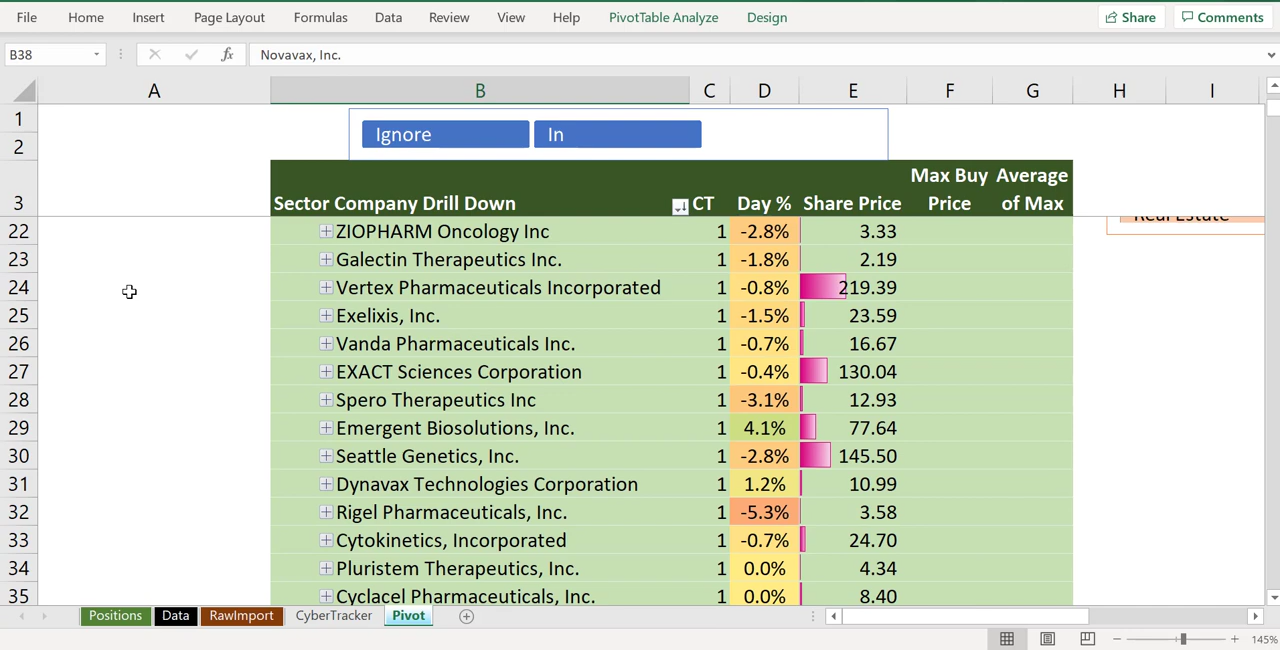 File Home Insert Page Layout Formulas Data Review View Help PivotTable Analyze Design Share Comments
B38 fx Novavax, Inc.
A B C D E F G H I
1
Ignore In
2
Max Buy Average
3 Sector Company Drill Down CT Day % Share Price Price of Max
Real Estate
22 ZIOPHARM Oncology Inc 1 -2.8% 3.33
23 Galectin Therapeutics Inc. 1 -1.8% 2.19
24 Vertex Pharmaceuticals Incorporated 1 -0.8% 219.39
25 Exelixis, Inc. 1 -1.5% 23.59
26 Vanda Pharmaceuticals Inc. 1 -0.7% 16.67
27 EXACT Sciences Corporation 1 -0.4% 130.04
28 Spero Therapeutics Inc 1 -3.1% 12.93
29 Emergent Biosolutions, Inc. 1 4.1% 77.64
30 Seattle Genetics, Inc. 1 -2.8% 145.50
31 Dynavax Technologies Corporation 1 1.2% 10.99
32 Rigel Pharmaceuticals, Inc. 1 -5.3% 3.58
33 Cytokinetics, Incorporated 1 -0.7% 24.70
34 Pluristem Therapeutics, Inc. 1 0.0% 4.34
35 Cyclacel Pharmaceuticals, Inc. 1 0.0% 8.40
Positions Data RawImport CyberTracker Pivot
145%